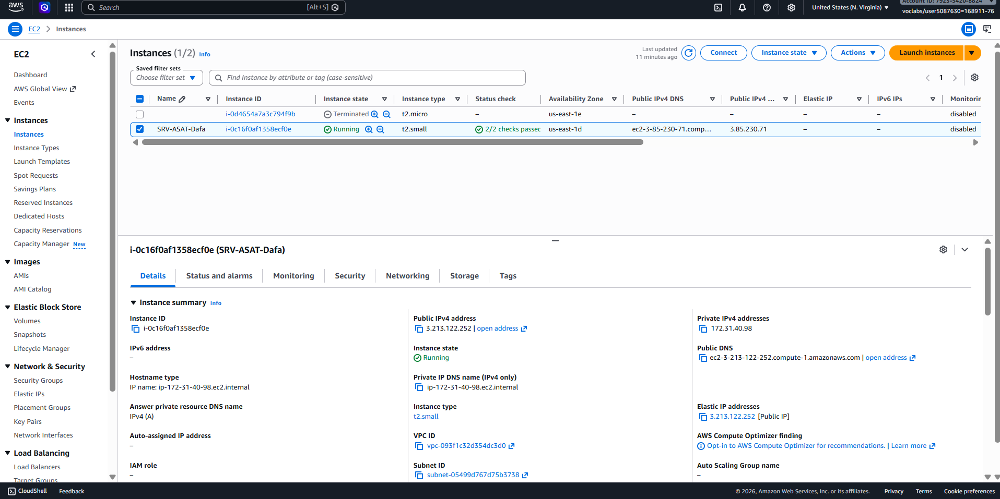 aws
Search [Alt+S]
United States (N. Virginia)
Account ID: 7923-5420-8824
voclabs/user5087630=168911-76
EC2 Instances
EC2
Dashboard
AWS Global View
Events
Instances
Instances
Instance Types
Launch Templates
Spot Requests
Savings Plans
Reserved Instances
Dedicated Hosts
Capacity Reservations
Capacity Manager New
Images
AMIs
AMI Catalog
Elastic Block Store
Volumes
Snapshots
Lifecycle Manager
Network & Security
Security Groups
Elastic IPs
Placement Groups
Key Pairs
Network Interfaces
Load Balancing
Load Balancers
Target Groups
Instances (1/2) Info
Last updated
11 minutes ago
Connect
Instance state
Actions
Launch instances
Saved filter sets
Choose filter set
Find Instance by attribute or tag (case-sensitive)
1
Name Instance ID Instance state Instance type Status check Availability Zone Public IPv4 DNS Public IPv4 ... Elastic IP IPv6 IPs Monitorin
i-0d4654a7a3c794f9b Terminated t2.micro – us-east-1e – – – – disabled
SRV-ASAT-Dafa i-0c16f0af1358ecf0e Running t2.small 2/2 checks passec us-east-1d ec2-3-85-230-71.comp... 3.85.230.71 – – disabled
i-0c16f0af1358ecf0e (SRV-ASAT-Dafa)
Details Status and alarms Monitoring Security Networking Storage Tags
Instance summary Info
Instance ID
i-0c16f0af1358ecf0e
Public IPv4 address
3.213.122.252 | open address
Private IPv4 addresses
172.31.40.98
IPv6 address
–
Instance state
Running
Public DNS
ec2-3-213-122-252.compute-1.amazonaws.com | open address
Hostname type
IP name: ip-172-31-40-98.ec2.internal
Private IP DNS name (IPv4 only)
ip-172-31-40-98.ec2.internal
Answer private resource DNS name
IPv4 (A)
Instance type
t2.small
Elastic IP addresses
3.213.122.252 [Public IP]
Auto-assigned IP address
–
VPC ID
vpc-093f1c32d354dc3d0
AWS Compute Optimizer finding
Opt-in to AWS Compute Optimizer for recommendations. | Learn more
IAM role
–
Subnet ID
subnet-05499d767d75b3738
Auto Scaling Group name
–
CloudShell Feedback
© 2026, Amazon Web Services, Inc. or its affiliates. Privacy Terms Cookie preferences